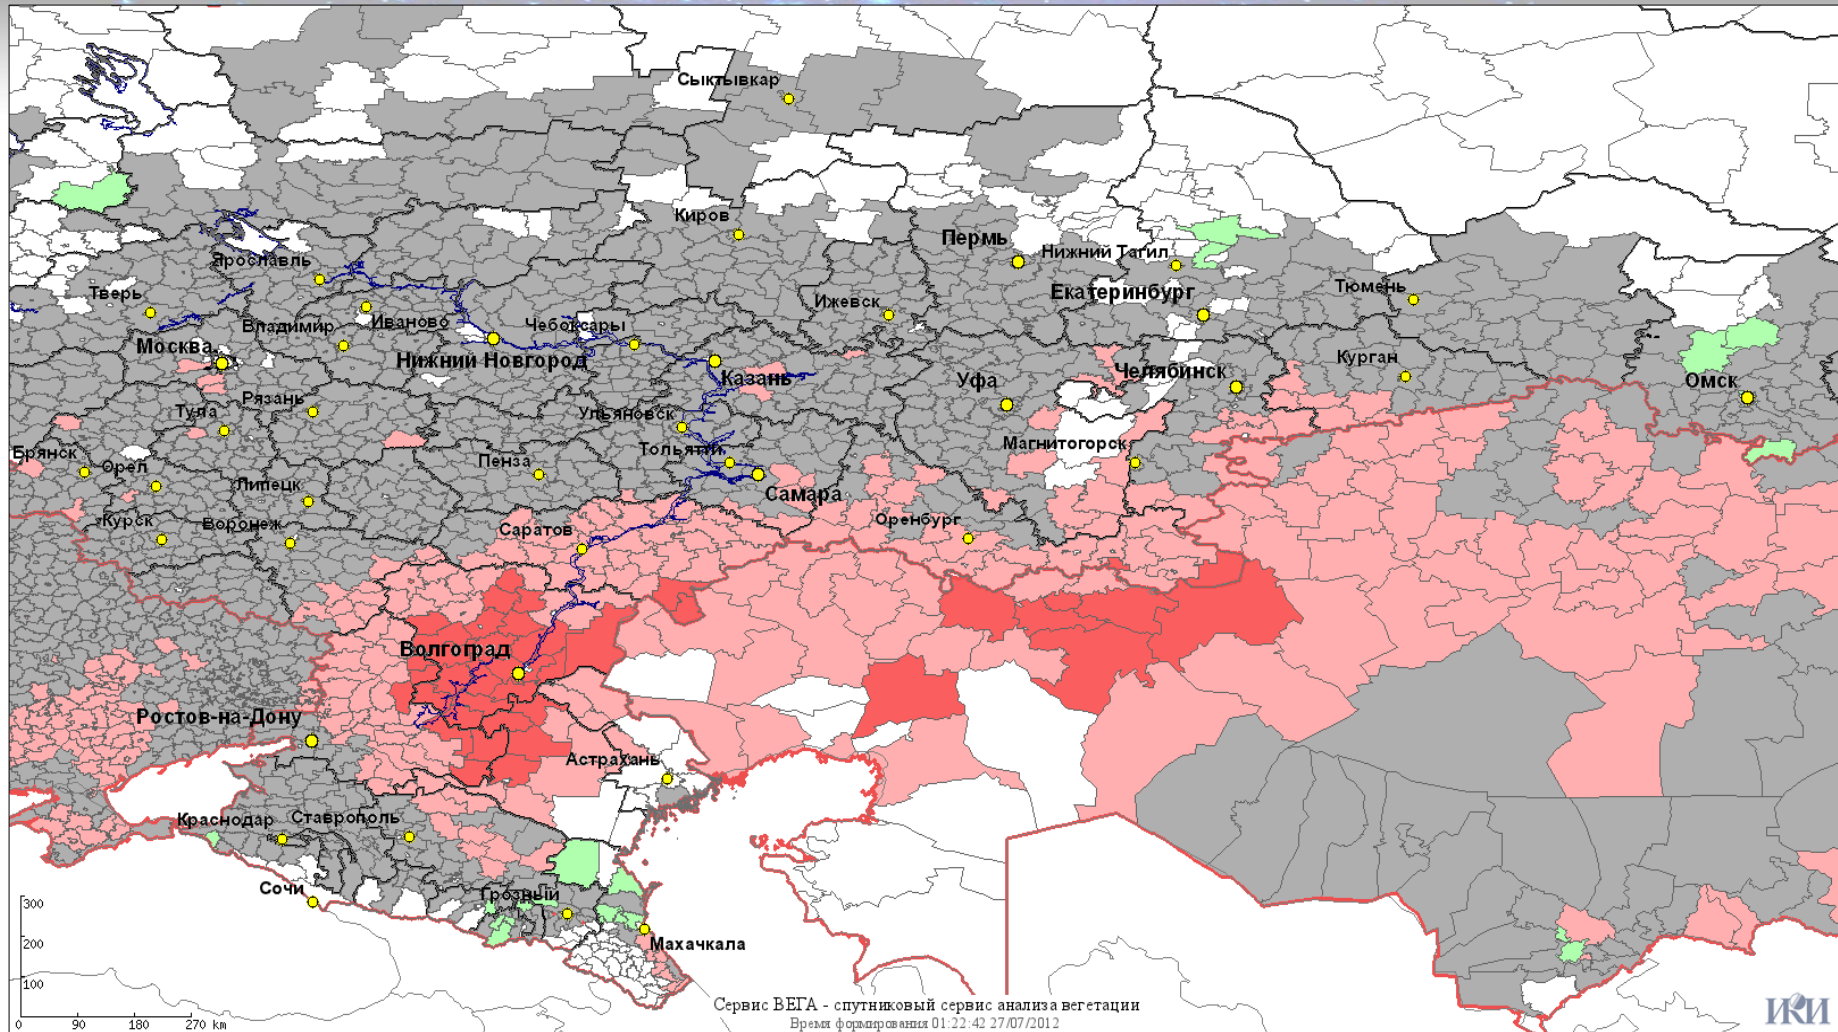 Сыктывкар
Киров
Пермь
Нижний Тагил
Ярославль
Екатеринбург
Тюмень
Тверь
Ижевск
Владимир
Иваново
Чебоксары
Москва
Нижний Новгород
Курган
Казань
Уфа
Челябинск
Омск
Рязань
Тула
Ульяновск
Магнитогорск
Брянск
Орел
Пенза
Тольятти
Липецк
Самара
Курск
Воронеж
Саратов
Оренбург
Волгоград
Ростов-на-Дону
Астрахань
Краснодар
Ставрополь
Сочи
Грозный
Махачкала
300
200
100
0 90 180 270 km
Сервис ВЕГА - спутниковый сервис анализа вегетации
Время формирования 01:22:42 27/07/2012
ИКИ